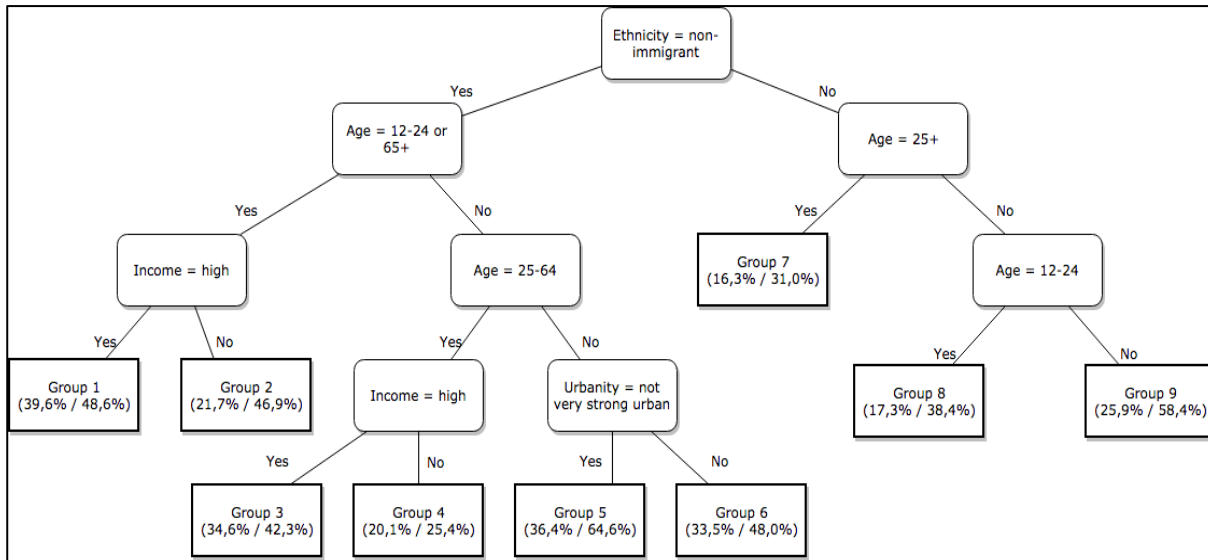 Ethnicity = non-
immigrant
Yes
No
Age = 12-24 or
65+
Age = 25+
Yes
No
Yes
No
Income = high
Age = 25-64
Group 7
(16,3% / 31,0%)
Age = 12-24
Yes
No
Yes
No
Yes
No
Group 1
(39,6% / 48,6%)
Group 2
(21,7% / 46,9%)
Income = high
Urbanity = not
very strong urban
Group 8
(17,3% / 38,4%)
Group 9
(25,9% / 58,4%)
Yes
No
Yes
No
Group 3
(34,6% / 42,3%)
Group 4
(20,1% / 25,4%)
Group 5
(36,4% / 64,6%)
Group 6
(33,5% / 48,0%)